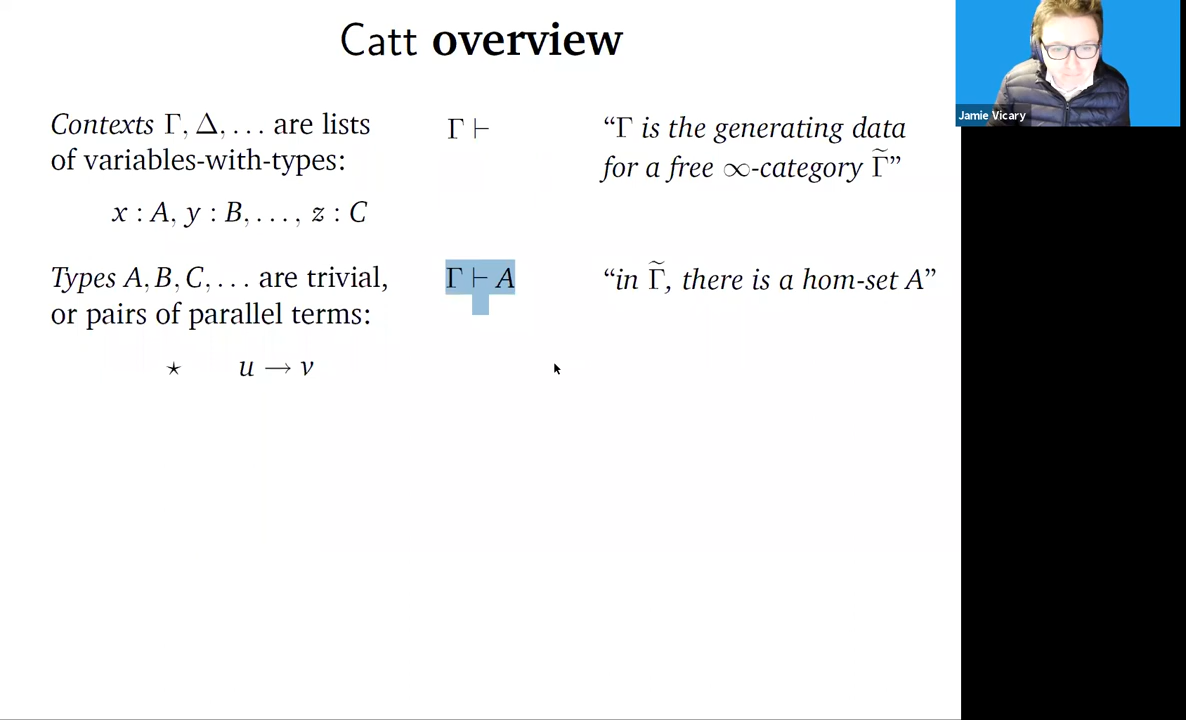 Catt overview
Contexts Γ, Δ, … are lists
of variables-with-types:
Γ ⊢
“Γ is the generating data
for a free ∞-category Γ̃”
x : A, y : B, …, z : C
Types A, B, C, … are trivial,
or pairs of parallel terms:
Γ ⊢ A
“in Γ̃, there is a hom-set A”
⋆ u → v
Jamie Vicary